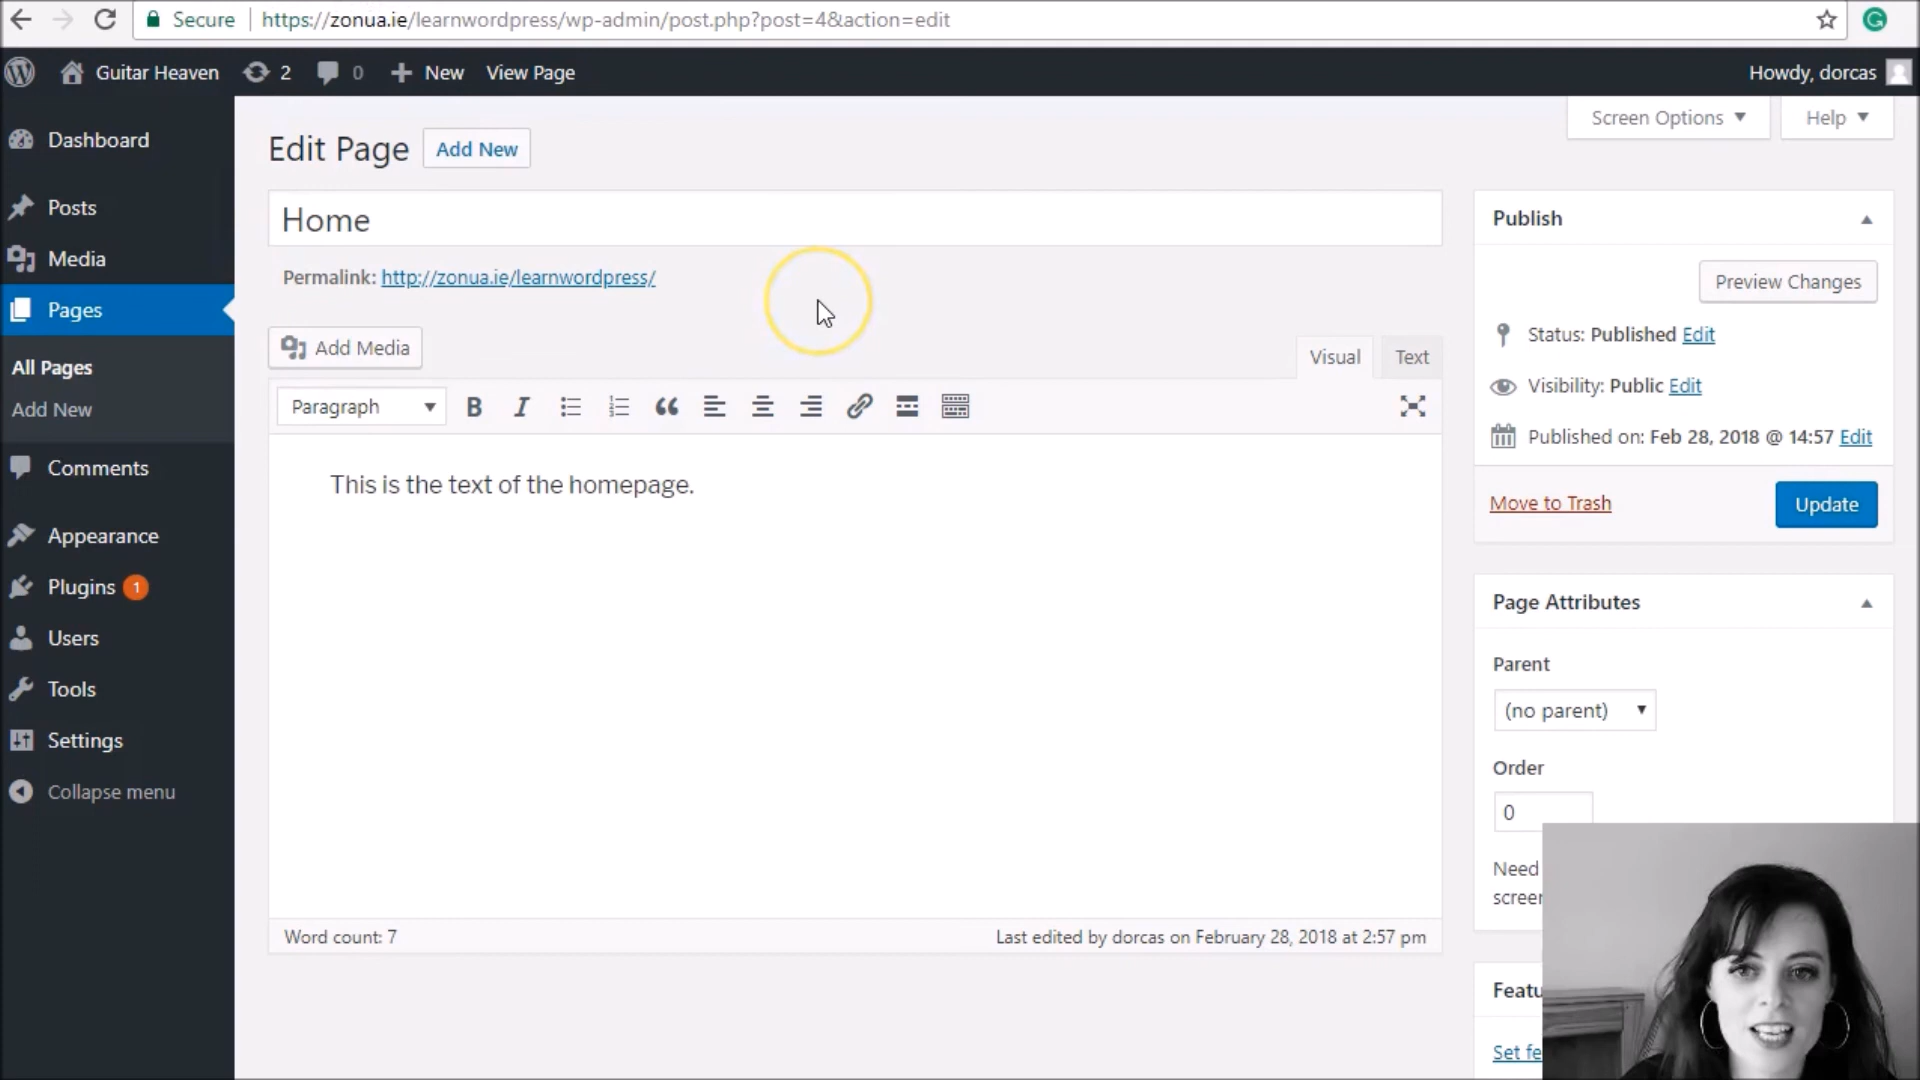 Secure https://zonua.ie/learnwordpress/wp-admin/post.php?post=4&action=edit
Guitar Heaven 2 0 New View Page Howdy, dorcas
Screen Options Help
Dashboard
Posts
Media
Pages
All Pages
Add New
Comments
Appearance
Plugins 1
Users
Tools
Settings
Collapse menu
Edit Page Add New
Home
Permalink: http://zonua.ie/learnwordpress/
Add Media
Visual Text
Paragraph B I
This is the text of the homepage.
Word count: 7 Last edited by dorcas on February 28, 2018 at 2:57 pm
Publish
Preview Changes
Status: Published Edit
Visibility: Public Edit
Published on: Feb 28, 2018 @ 14:57 Edit
Move to Trash Update
Page Attributes
Parent
(no parent)
Order
0
Need
screen
Featu
Set fe